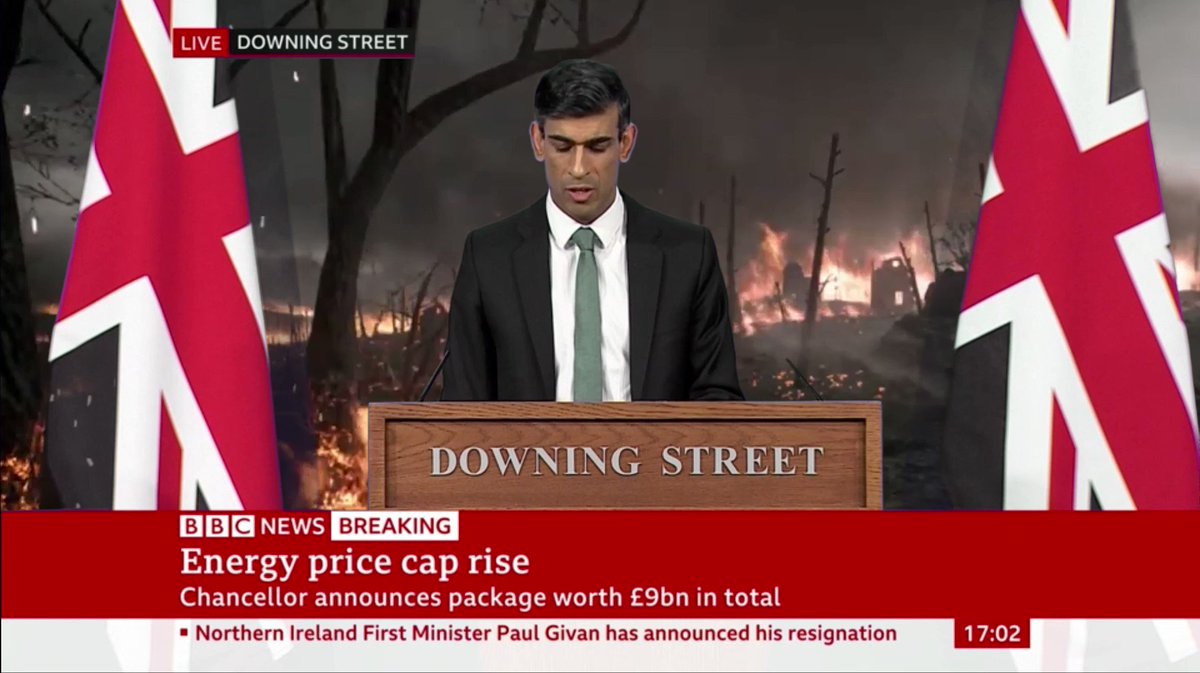 LIVE DOWNING STREET
DOWNING STREET
BBC NEWS BREAKING
Energy price cap rise
Chancellor announces package worth £9bn in total
Northern Ireland First Minister Paul Givan has announced his resignation
17:02